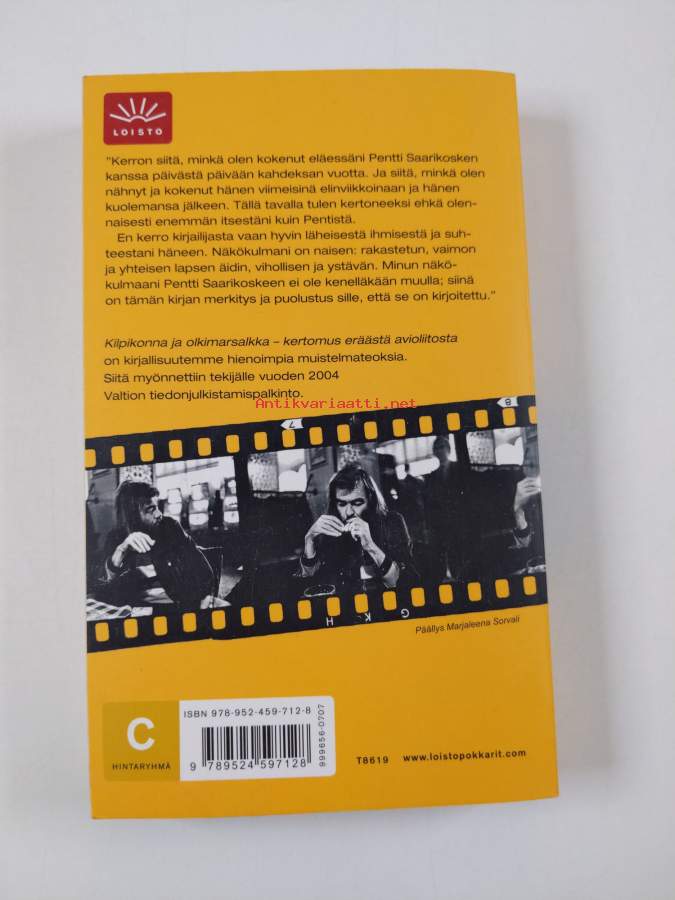 LOISTO
"Kerron siitä, minkä olen kokenut eläessäni Pentti Saarikosken
kanssa päivästä päivään kahdeksan vuotta. Ja siitä, minkä olen
nähnyt ja kokenut hänen viimeisinä elinviikkoinaan ja hänen
kuolemansa jälkeen. Tällä tavalla tulen kertoneeksi ehkä olen-
naisesti enemmän itsestäni kuin Pentistä.
En kerro kirjailijasta vaan hyvin läheisestä ihmisestä ja suh-
teestani häneen. Näkökulmani on naisen: rakastetun, vaimon
ja yhteisen lapsen äidin, vihollisen ja ystävän. Minun näkö-
kulmaani Pentti Saarikoskeen ei ole kenelläkään muulla; siinä
on tämän kirjan merkitys ja puolustus sille, että se on kirjoitettu."
Kilpikonna ja olkimarsalkka – kertomus eräästä avioliitosta
on kirjallisuutemme hienoimpia muistelmateoksia.
Siitä myönnettiin tekijälle vuoden 2004
Valtion tiedonjulkistamispalkinto.
Antikvariaatti.net
7
8
G K H
Päällys Marjaleena Sorvali
C
HINTARYHMÄ
ISBN 978-952-459-712-8
9 789524 597128
999656-0707
T8619 www.loistopokkarit.com